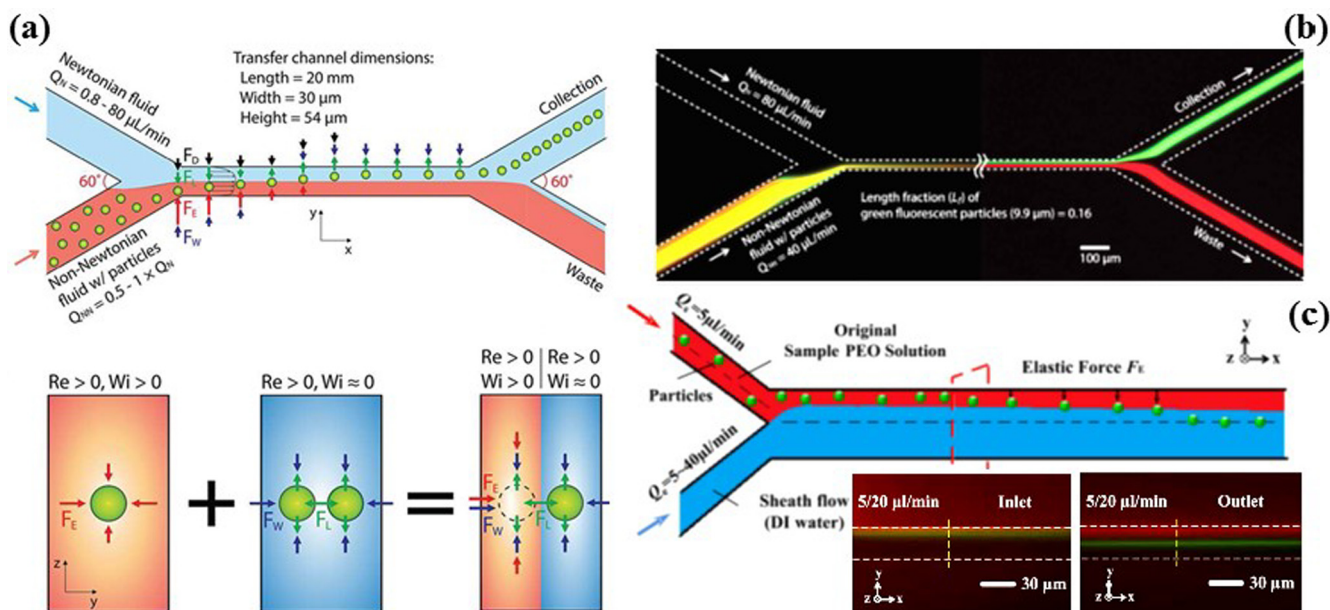 (a)
Newtonian fluid
Q_N = 0.8 - 80 µL/min
Transfer channel dimensions:
Length = 20 mm
Width = 30 µm
Height = 54 µm
Collection
F_D
F_L
60°
60°
F_E
F_W
y
x
Non-Newtonian
fluid w/ particles
Q_NN = 0.5 - 1 × Q_N
Waste
Re > 0, Wi > 0
Re > 0, Wi ≈ 0
Re > 0
Re > 0
Wi > 0
Wi ≈ 0
F_E
F_W
F_L
F_E
F_W
F_L
z
y
(b)
Newtonian fluid
= 80 µL/min
Collection
Non-Newtonian
fluid w/ particles
= 40 µL/min
Length fraction (L_f) of
green fluorescent particles (9.9 µm) = 0.16
100 µm
Waste
(c)
=5µl/min
Original
Sample PEO Solution
Elastic Force F_E
y
z
x
Particles
=5~40µl/min
Sheath flow
(DI water)
5/20 µl/min
Inlet
y
z
x
30 µm
5/20 µl/min
Outlet
y
z
x
30 µm